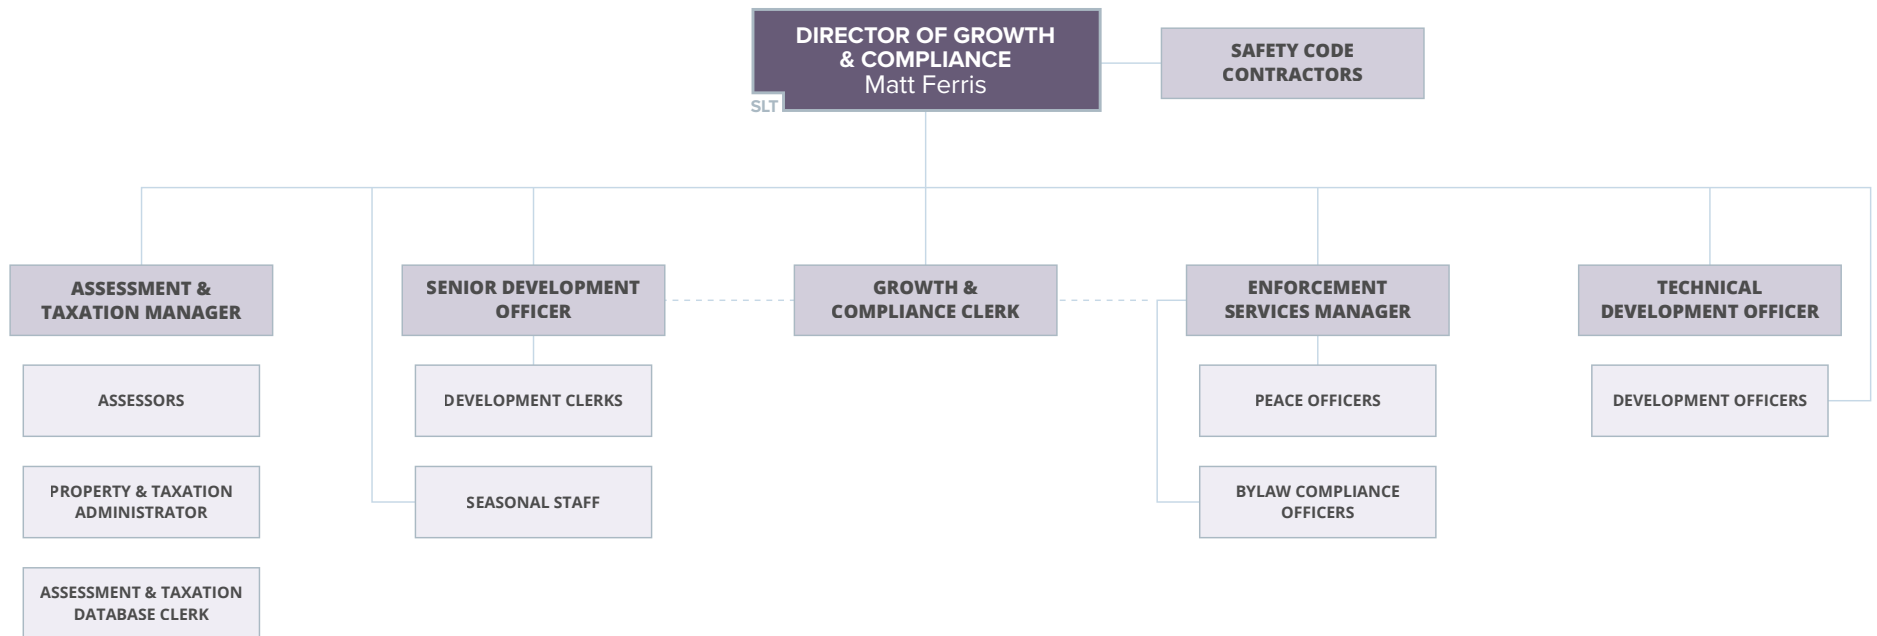 DIRECTOR OF GROWTH
& COMPLIANCE
Matt Ferris
SLT
SAFETY CODE
CONTRACTORS
ASSESSMENT &
TAXATION MANAGER
SENIOR DEVELOPMENT
OFFICER
GROWTH &
COMPLIANCE CLERK
ENFORCEMENT
SERVICES MANAGER
TECHNICAL
DEVELOPMENT OFFICER
ASSESSORS
DEVELOPMENT CLERKS
PEACE OFFICERS
DEVELOPMENT OFFICERS
PROPERTY & TAXATION
ADMINISTRATOR
SEASONAL STAFF
BYLAW COMPLIANCE
OFFICERS
ASSESSMENT & TAXATION
DATABASE CLERK